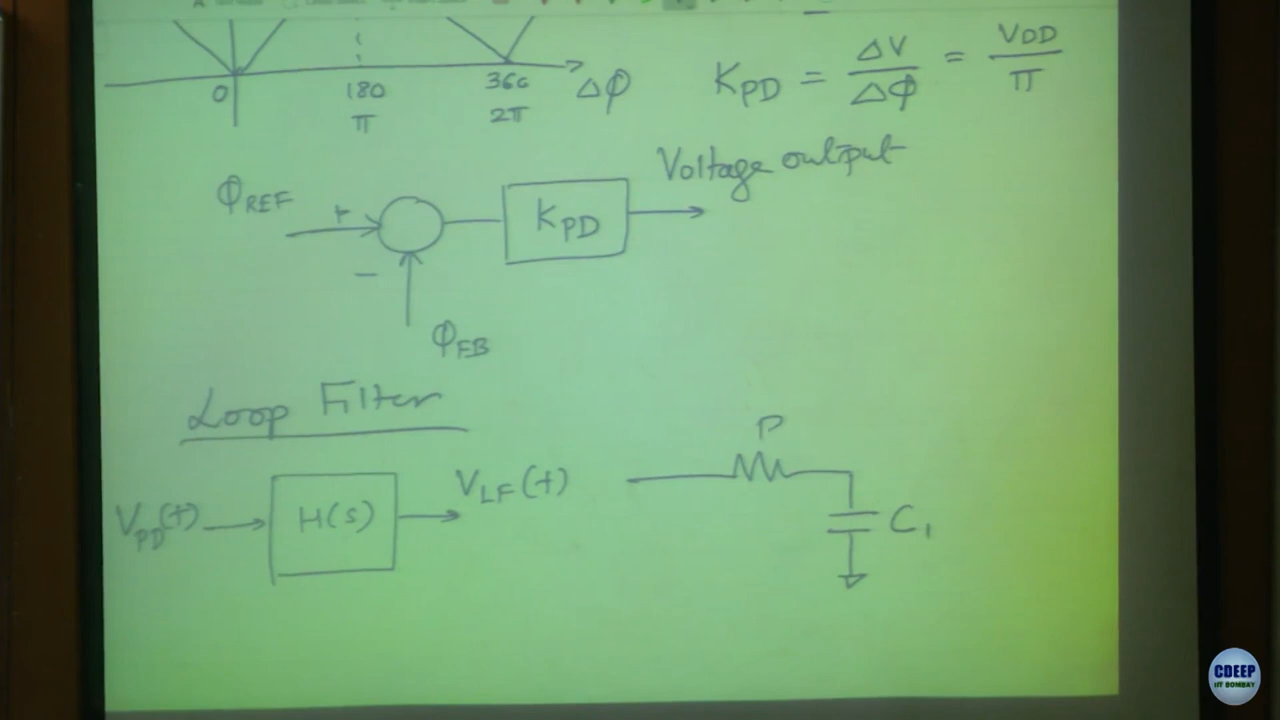 0 180 360 Δφ
π 2π
K_PD = ΔV/Δφ = V_DD/π
Voltage output
φ_REF + K_PD
−
φ_FB
Loop Filter
V_PD(t) H(s) V_LF(t)
C₁
CDEEP
IIT BOMBAY